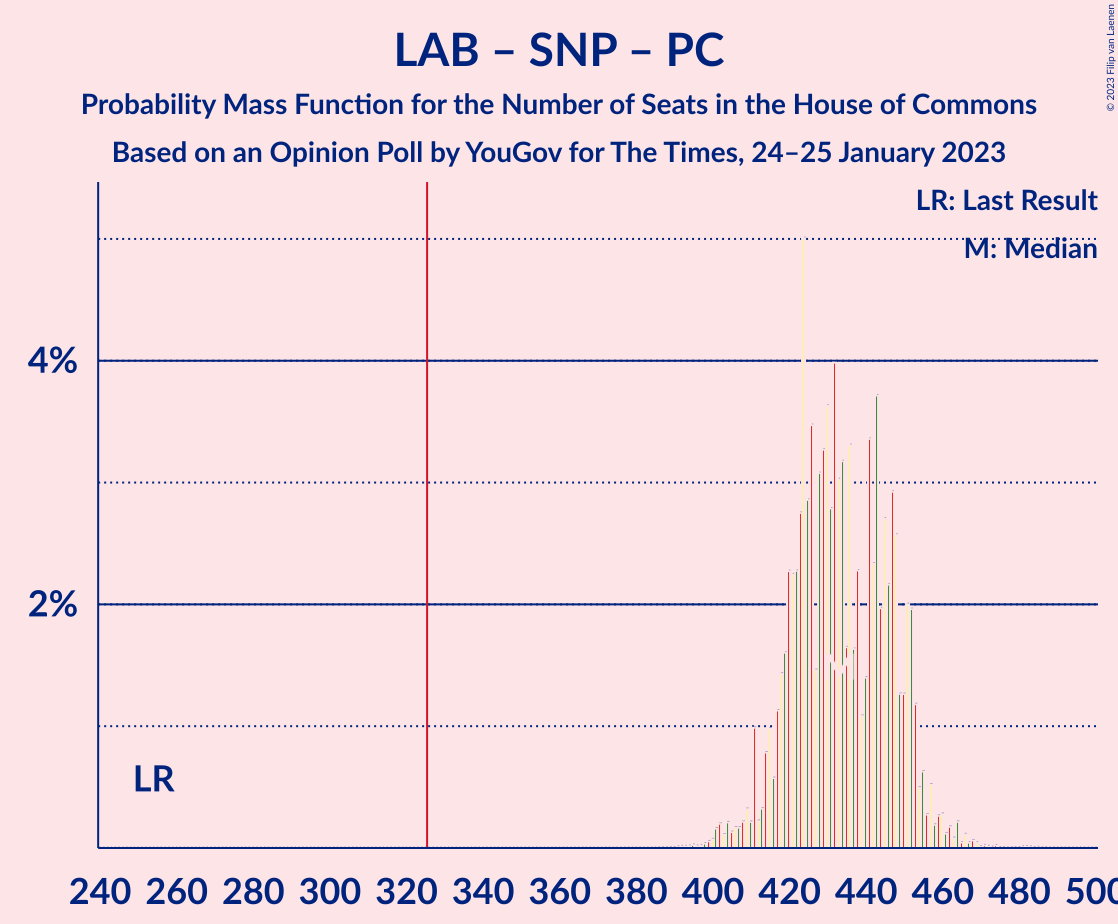 LAB – SNP – PC
Probability Mass Function for the Number of Seats in the House of Commons
Based on an Opinion Poll by YouGov for The Times, 24–25 January 2023
© 2023 Filip van Laenen
LR: Last Result
M: Median
4%
2%
LR
240 260 280 300 320 340 360 380 400 420 440 460 480 500